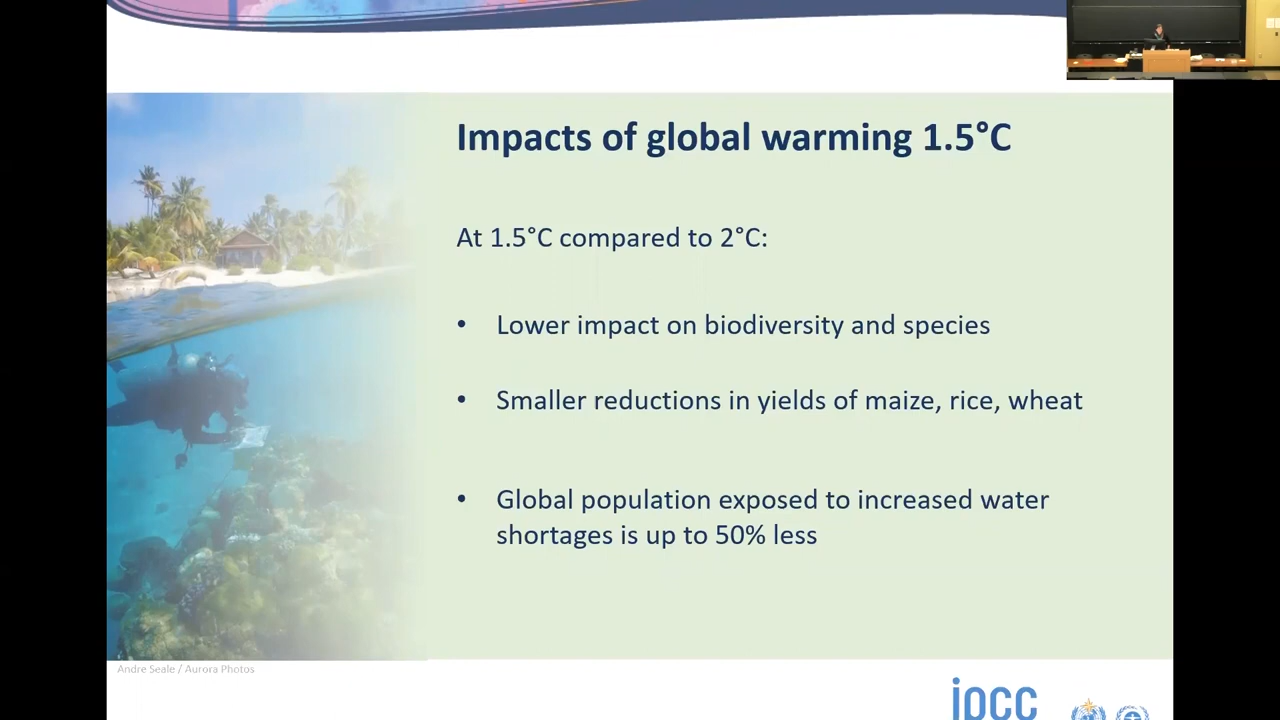 Impacts of global warming 1.5°C
At 1.5°C compared to 2°C:
• Lower impact on biodiversity and species
• Smaller reductions in yields of maize, rice, wheat
• Global population exposed to increased water
shortages is up to 50% less
Andre Seale / Aurora Photos
ipcc